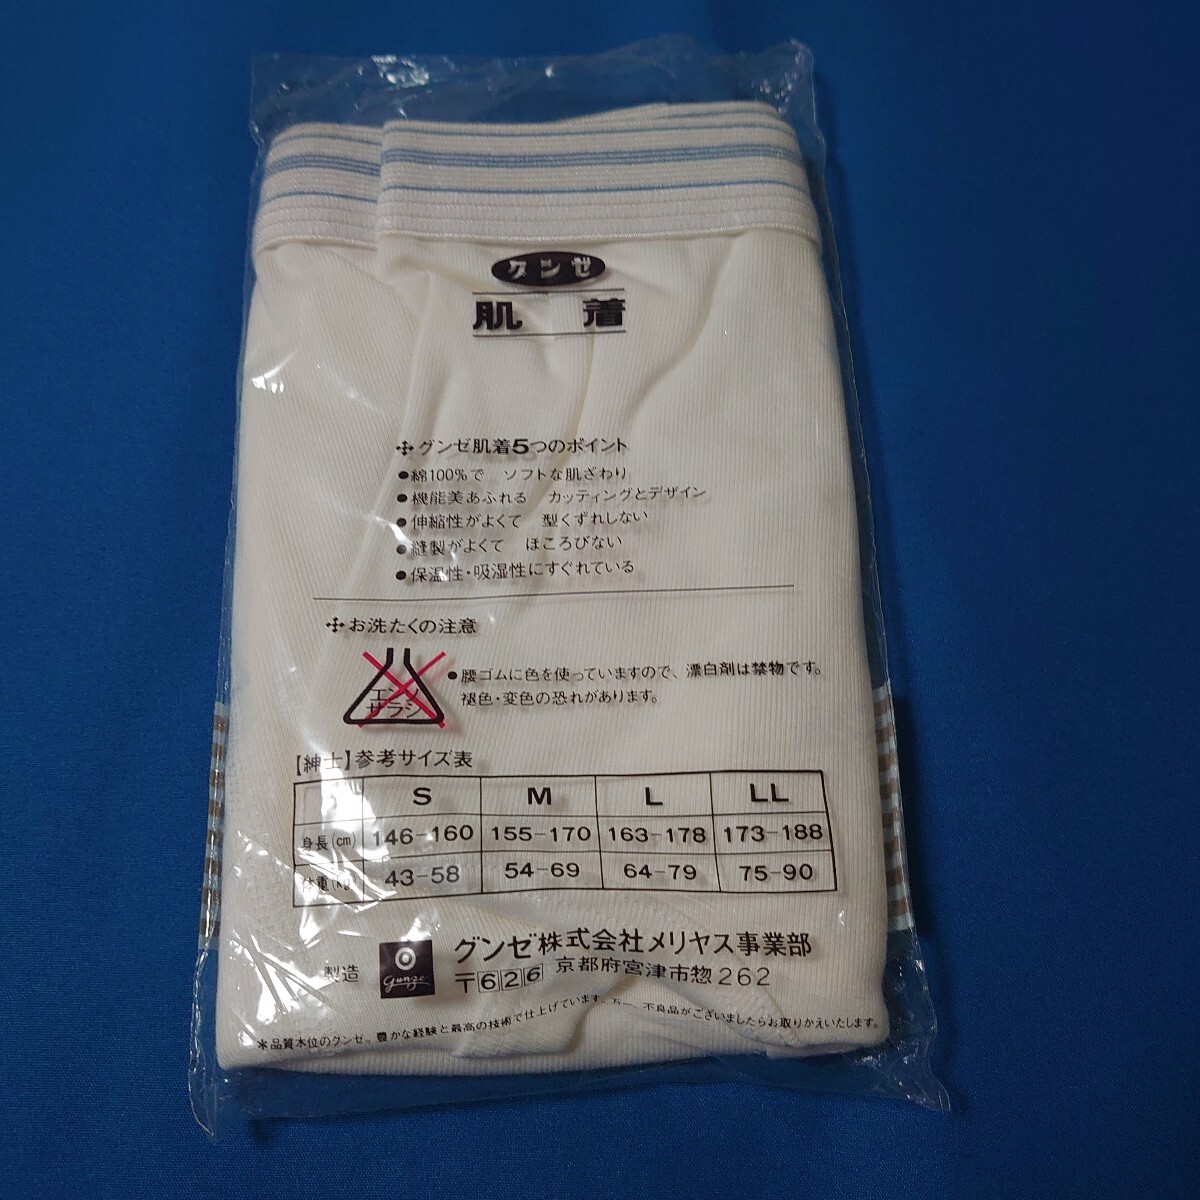 グンゼ
肌着
グンゼ肌着5つのポイント
●綿100%で ソフトな肌ざわり
●機能美あふれる カッティングとデザイン
●伸縮性がよくて 型くずれしない
●縫製がよくて ほころびない
●保温性・吸湿性にすぐれている
お洗たくの注意
エンソ
サラシ
●腰ゴムに色を使っていますので、漂白剤は禁物です。
褪色・変色の恐れがあります。
【紳士】参考サイズ表
S M L LL
身長(cm) 146-160 155-170 163-178 173-188
体重(kg) 43-58 54-69 64-79 75-90
製造 gunze グンゼ株式会社メリヤス事業部
〒626 京都府宮津市惣262
*品質本位のグンゼ。豊かな経験と最高の技術で仕上げています。万一、不良品がございましたらお取りかえいたします。